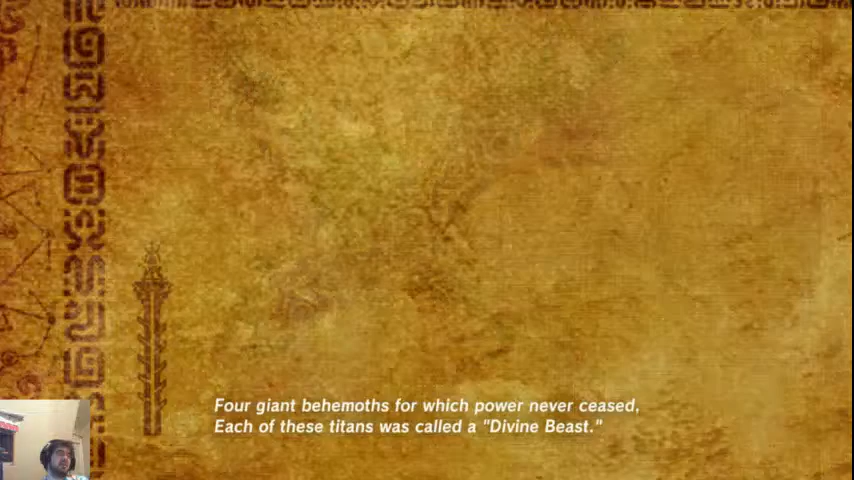 Four giant behemoths for which power never ceased,
Each of these titans was called a "Divine Beast."